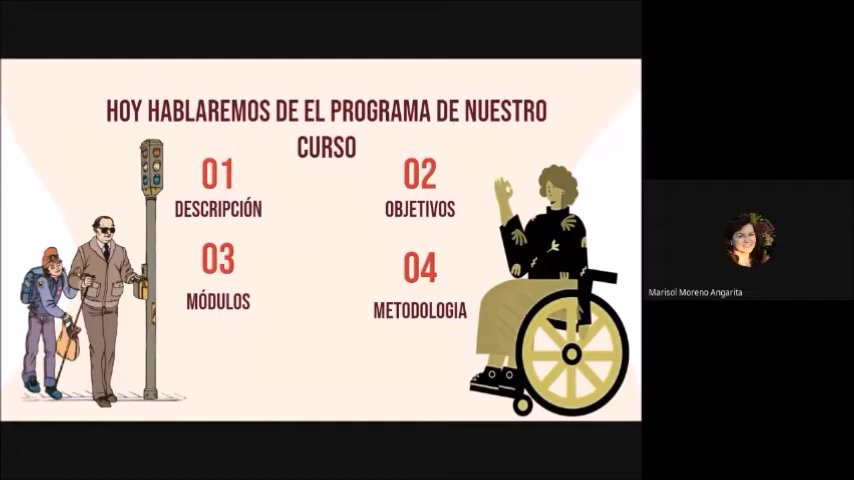 HOY HABLAREMOS DE EL PROGRAMA DE NUESTRO
CURSO
01
DESCRIPCIÓN
02
OBJETIVOS
03
MÓDULOS
04
METODOLOGIA
Marisol Moreno Angarita